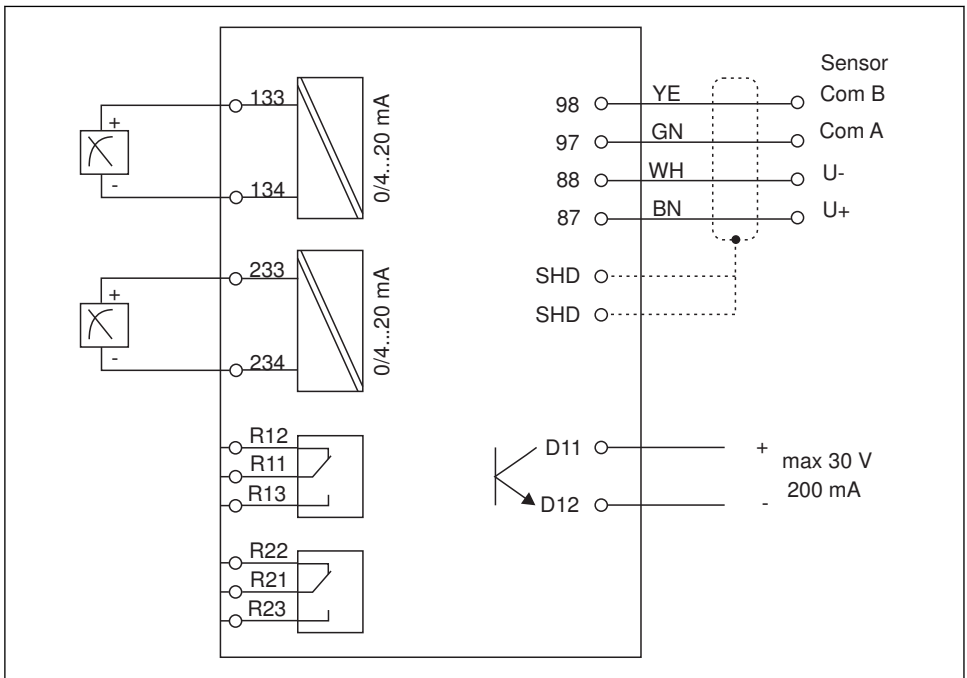 +
-
133
134
0/4...20 mA
+
-
233
234
0/4...20 mA
R12
R11
R13
R22
R21
R23
Sensor
98 YE Com B
97 GN Com A
88 WH U-
87 BN U+
SHD
SHD
D11 +
max 30 V
200 mA
D12 -